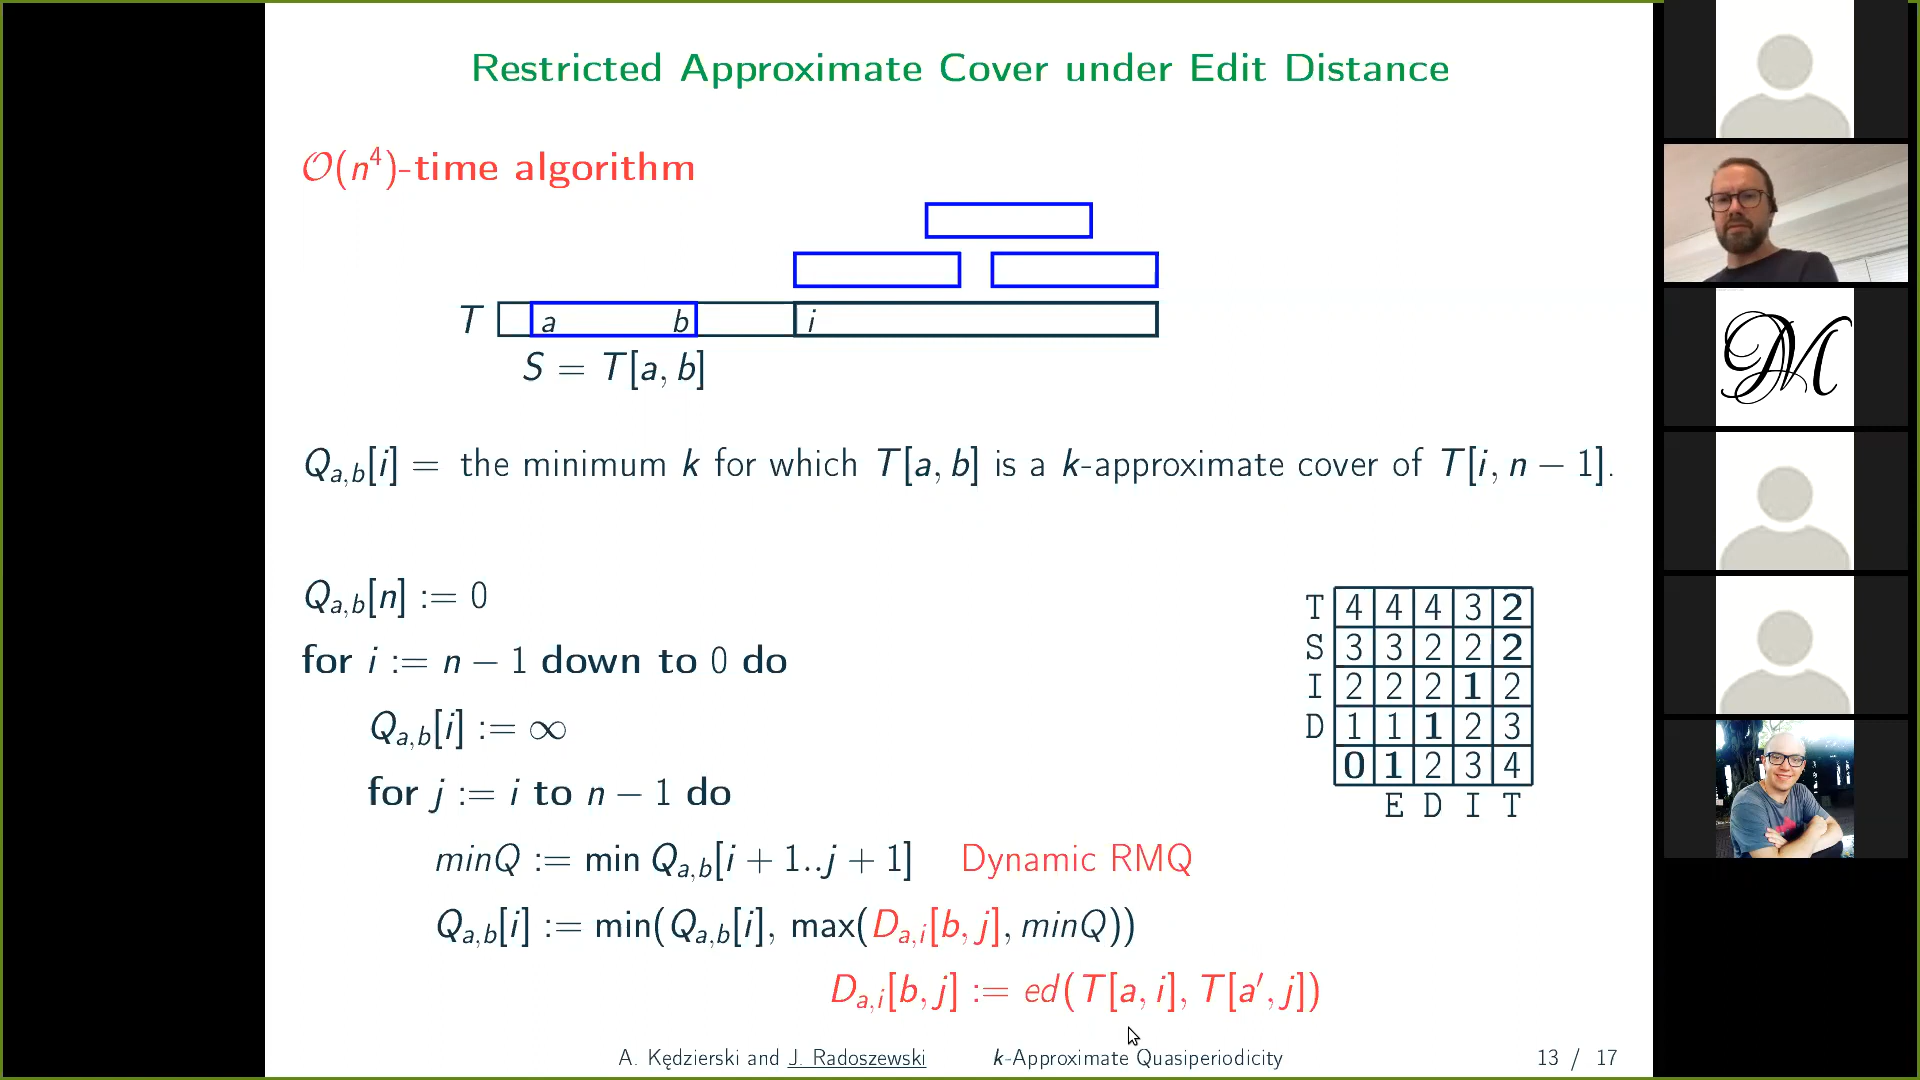 Restricted Approximate Cover under Edit Distance
𝒪(n⁴)-time algorithm
T a b i
S = T[a, b]
Q_{a,b}[i] = the minimum k for which T[a, b] is a k-approximate cover of T[i, n − 1].
Q_{a,b}[n] := 0
for i := n − 1 down to 0 do
Q_{a,b}[i] := ∞
for j := i to n − 1 do
minQ := min Q_{a,b}[i + 1..j + 1] Dynamic RMQ
Q_{a,b}[i] := min(Q_{a,b}[i], max(D_{a,i}[b, j], minQ))
D_{a,i}[b, j] := ed(T[a, i], T[a′, j])
T 4 4 4 3 2
S 3 3 2 2 2
I 2 2 2 1 2
D 1 1 1 2 3
0 1 2 3 4
E D I T
A. Kędzierski and J. Radoszewski k-Approximate Quasiperiodicity 13 / 17
M